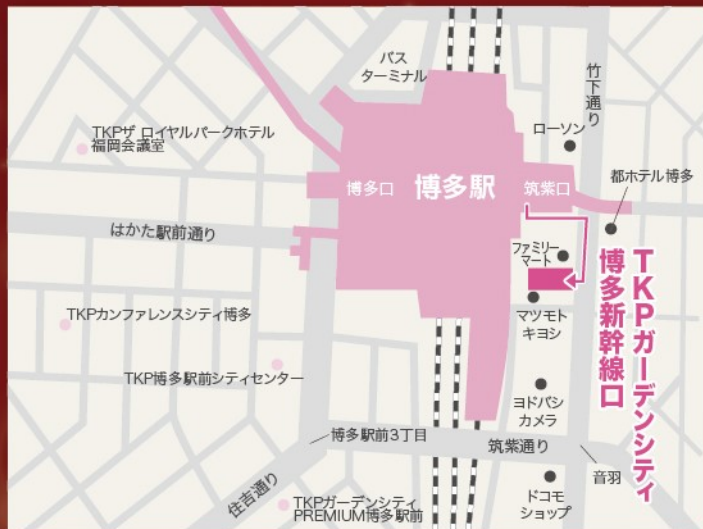 バス
ターミナル
竹下通り
ローソン
TKPザ ロイヤルパークホテル
福岡会議室
都ホテル博多
博多口
博多駅
筑紫口
はかた駅前通り
ファミリー
マート
TKPガーデンシティ
博多新幹線口
マツモト
キヨシ
TKPカンファレンスシティ博多
TKP博多駅前シティセンター
ヨドバシ
カメラ
博多駅前3丁目
筑紫通り
音羽
住吉通り
TKPガーデンシティ
PREMIUM博多駅前
ドコモ
ショップ